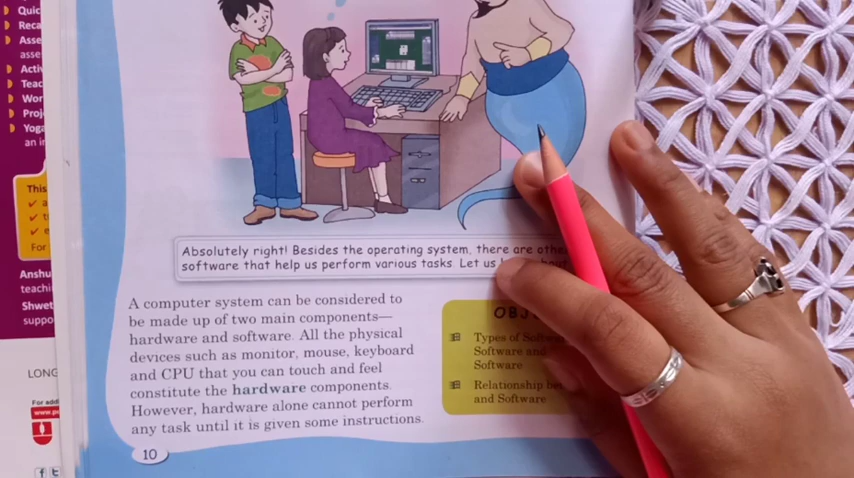 Quic
Reca
Asse
asse
Activ
Teac
Wor
Proj
Yoga
an in
This
For
Anshu
teachi
Shwet
suppo
LONG
For add
www.p
Absolutely right! Besides the operating system, there are othe
software that help us perform various tasks. Let us
A computer system can be considered to
be made up of two main components—
hardware and software. All the physical
devices such as monitor, mouse, keyboard
and CPU that you can touch and feel
constitute the hardware components.
However, hardware alone cannot perform
any task until it is given some instructions.
OBJ
Types of Softwa
Software and
Software
Relationship be
and Software
10